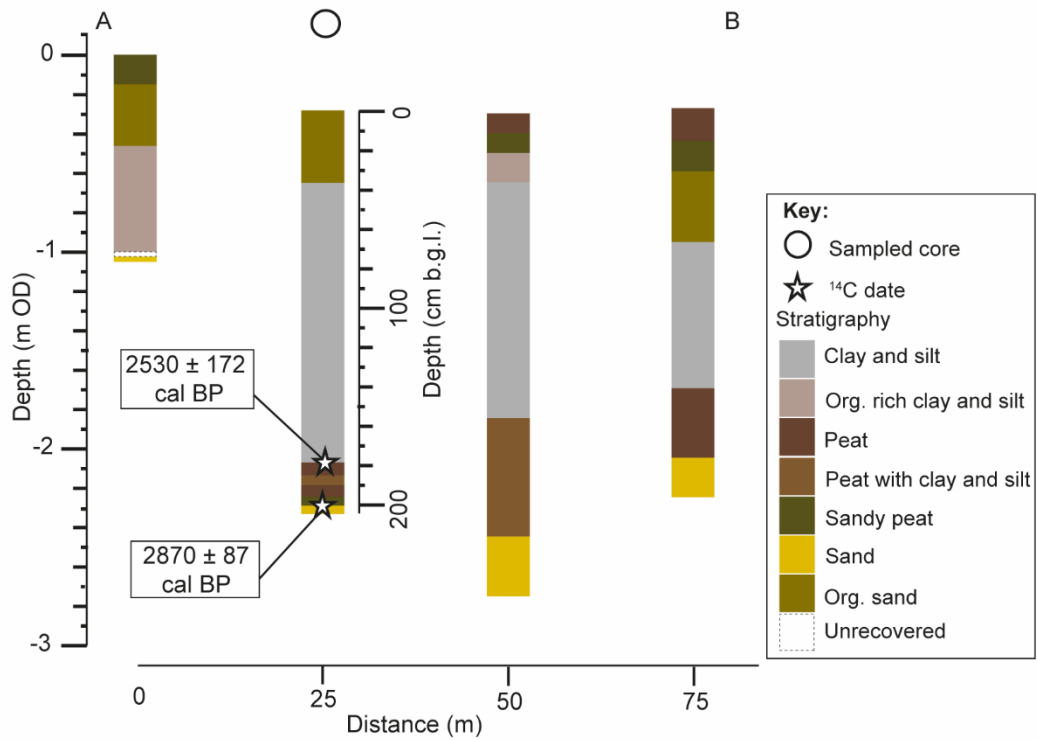 A
B
0
-1
-2
-3
Depth (m OD)
0
100
200
Depth (cm b.g.l.)
2530 ± 172
cal BP
2870 ± 87
cal BP
0
25
50
75
Distance (m)
Key:
Sampled core
¹⁴C date
Stratigraphy
Clay and silt
Org. rich clay and silt
Peat
Peat with clay and silt
Sandy peat
Sand
Org. sand
Unrecovered